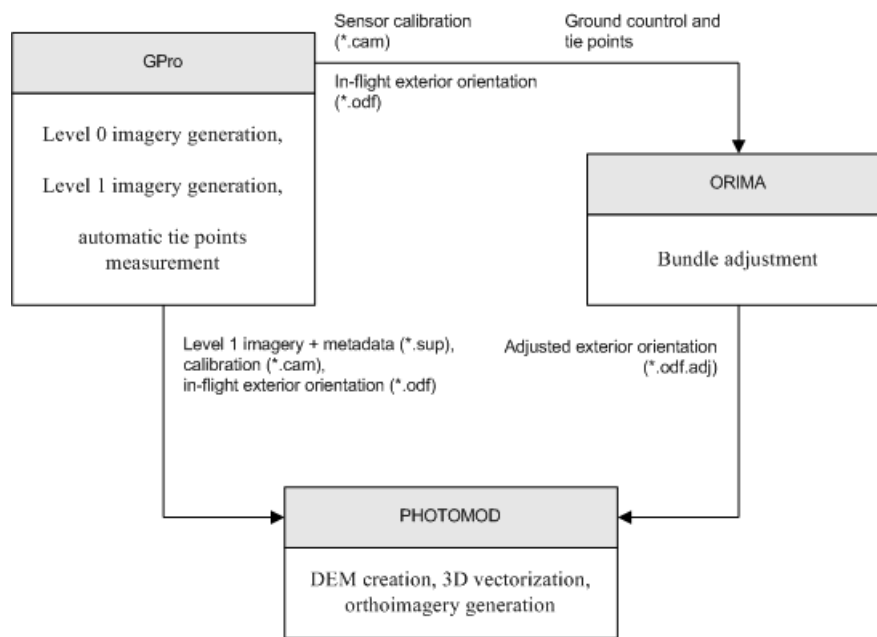 Sensor calibration
(*.cam)
Ground countrol and
tie points
GPro
In-flight exterior orientation
(*.odf)
Level 0 imagery generation,
Level 1 imagery generation,
automatic tie points
measurement
ORIMA
Bundle adjustment
Level 1 imagery + metadata (*.sup),
calibration (*.cam),
in-flight exterior orientation (*.odf)
Adjusted exterior orientation
(*.odf.adj)
PHOTOMOD
DEM creation, 3D vectorization,
orthoimagery generation